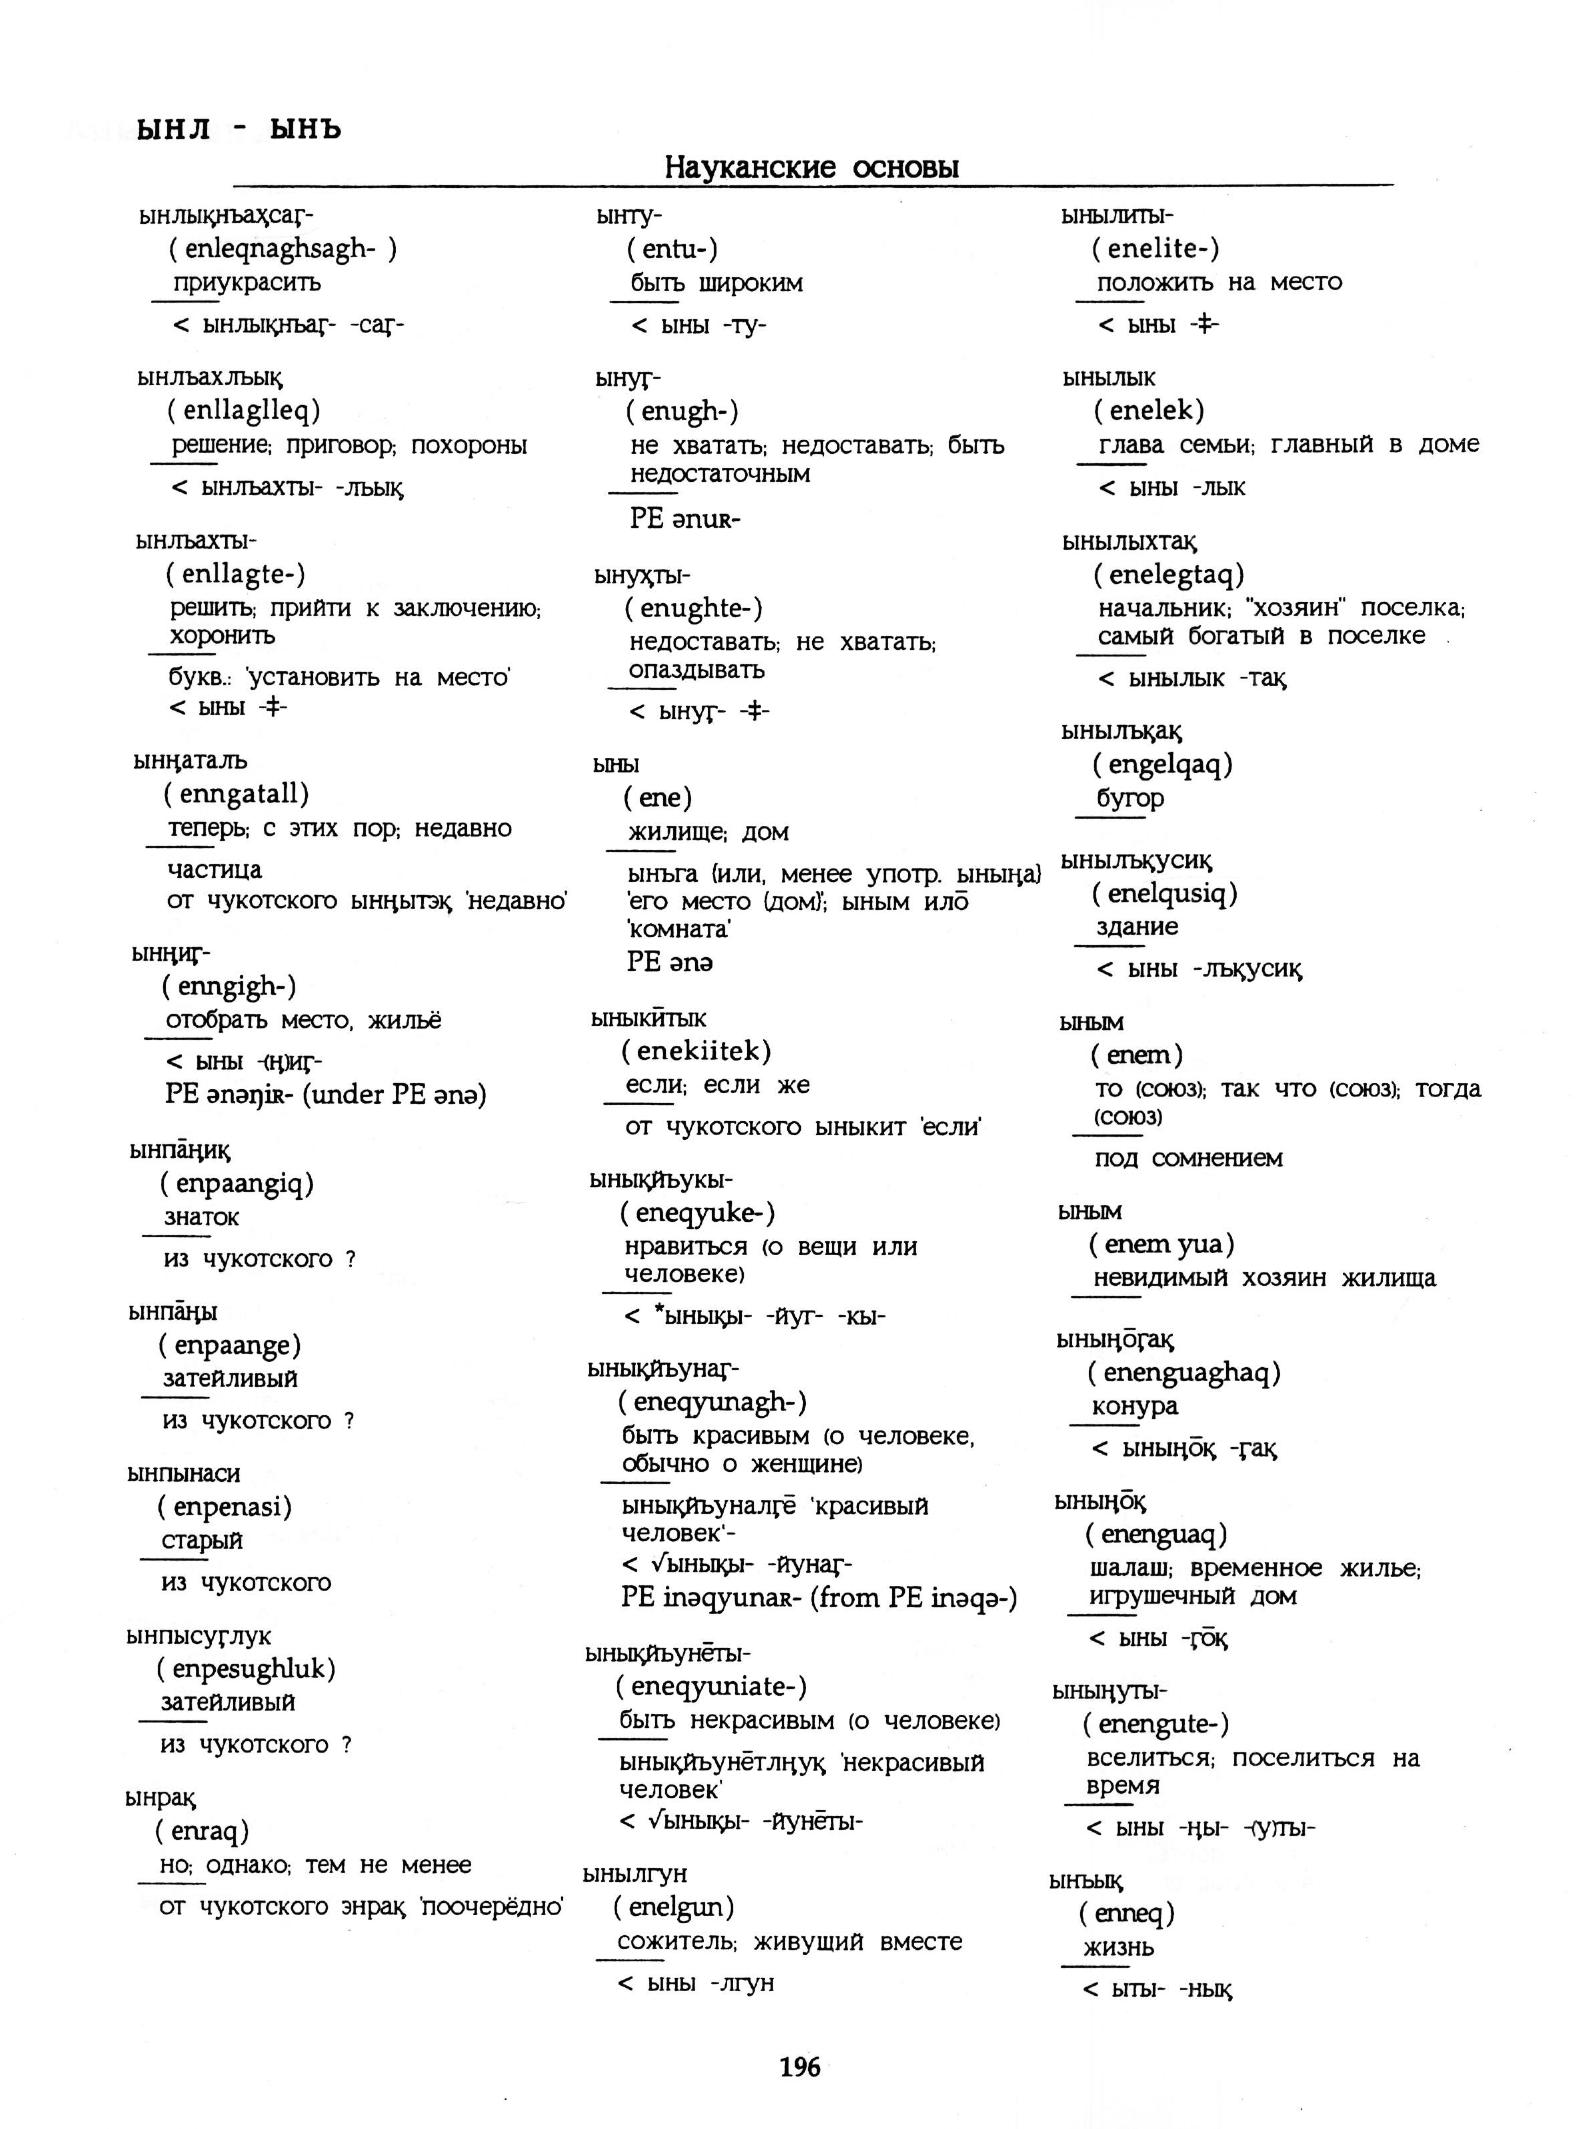 ЫНЛ - ЫНЪ
Науканские основы
ынлықнъаҳсаӷ-
( enleqnaghsagh- )
приукрасить
< ынлықнъаӷ- -саӷ-
ынлъахлъық
( enllaglleq)
решение; приговор; похороны
< ынлъахты- -лъық
ынлъахты-
( enllagte-)
решить; прийти к заключению;
хоронить
букв.: 'установить на место'
< ыны -‡-
ынңаталъ
( enngatall)
теперь; с этих пор; недавно
частица
от чукотского ынңытэқ 'недавно'
ынңиӷ-
( enngigh-)
отобрать место, жильё
< ыны -(ң)иӷ-
PE ənəŋiʀ- (under PE ənə)
ынпāңиқ
( enpaangiq)
знаток
из чукотского ?
ынпāңы
( enpaange)
затейливый
из чукотского ?
ынпынаси
( enpenasi)
старый
из чукотского
ынпысуӷлук
( enpesughluk)
затейливый
из чукотского ?
ынрақ
( enraq)
но; однако; тем не менее
от чукотского энрақ 'поочерёдно'
ынту-
( entu-)
быть широким
< ыны -ту-
ынуӷ-
( enugh-)
не хватать; недоставать; быть
недостаточным
PE ənuʀ-
ынуҳты-
( enughte-)
недоставать; не хватать;
опаздывать
< ынуӷ- -‡-
ыны
( ene)
жилище; дом
ынъга (или, менее употр. ыныңа)
'его место (дом)'; ыным илō
'комната'
PE ənə
ыныкӣтык
( enekiitek)
если; если же
от чукотского ыныкит 'если'
ынықйъукы-
( eneqyuke-)
нравиться (о вещи или
человеке)
< *ынықы- -йуг- -кы-
ынықйъунаӷ-
( eneqyunagh-)
быть красивым (о человеке,
обычно о женщине)
ынықйъуналӷē 'красивый
человек'-
< √ынықы- -йунаӷ-
PE inəqyunaʀ- (from PE inəqə-)
ынықйъунēты-
( eneqyuniate-)
быть некрасивым (о человеке)
ынықйъунētлңуқ 'некрасивый
человек'
< √ынықы- -йунēты-
ынылгун
( enelgun)
сожитель; живущий вместе
< ыны -лгун
ынылиты-
( enelite-)
положить на место
< ыны -‡-
ынылык
( enelek)
глава семьи; главный в доме
< ыны -лык
ынылыхтақ
( enelegtaq)
начальник; "хозяин" поселка;
самый богатый в поселке
< ынылык -тақ
ынылъқақ
( engelqaq)
бугор
ынылъқусиқ
( enelqusiq)
здание
< ыны -лъқусиқ
ыным
( enem)
то (союз); так что (союз); тогда
(союз)
под сомнением
ыным
( enem yua)
невидимый хозяин жилища
ыныңōӷақ
( enenguaghaq)
конура
< ыныңōқ -ӷақ
ыныңōқ
( enenguaq)
шалаш; временное жилье;
игрушечный дом
< ыны -ӷōқ
ыныңуты-
( enengute-)
вселиться; поселиться на
время
< ыны -ңы- -(у)ты-
ынъық
( enneq)
жизнь
< ыты- -нық
196